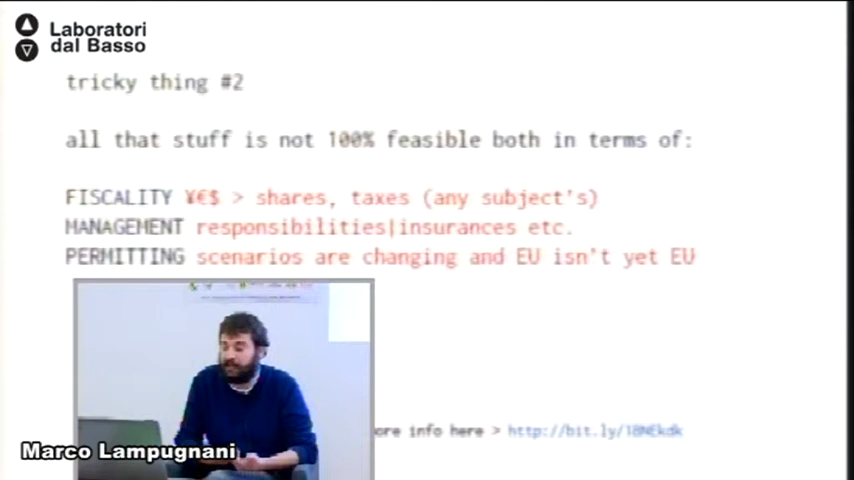 Laboratori
dal Basso
tricky thing #2
all that stuff is not 100% feasible both in terms of:
FISCALITY ¥€$ > shares, taxes (any subject's)
MANAGEMENT responsibilities|insurances etc.
PERMITTING scenarios are changing and EU isn't yet EU
ore info here > http://bit.ly/
Marco Lampugnani